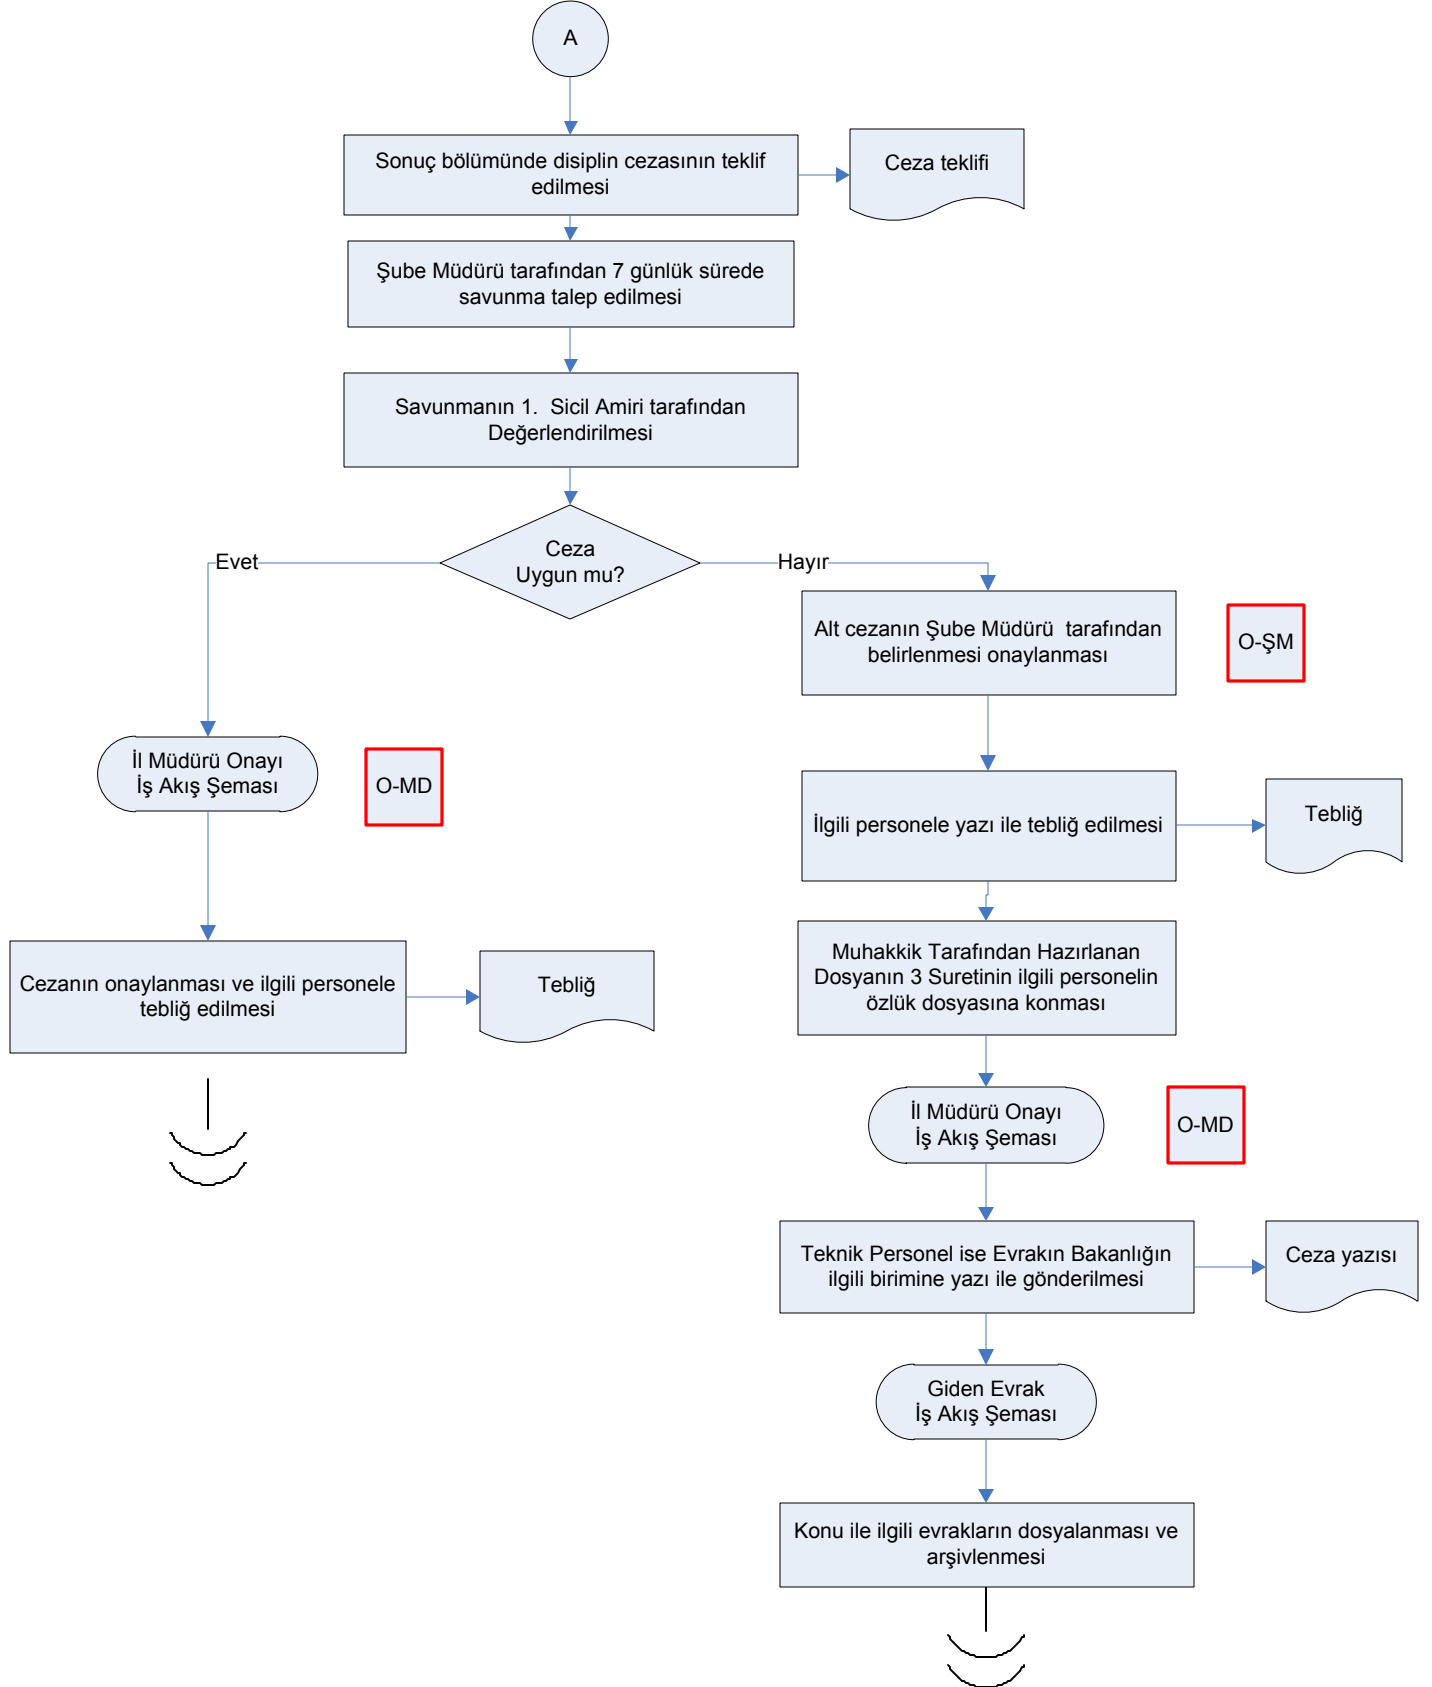 A
Sonuç bölümünde disiplin cezasının teklif
edilmesi
Ceza teklifi
Şube Müdürü tarafından 7 günlük sürede
savunma talep edilmesi
Savunmanın 1. Sicil Amiri tarafından
Değerlendirilmesi
Ceza
Uygun mu?
Evet
Hayır
Alt cezanın Şube Müdürü tarafından
belirlenmesi onaylanması
O-ŞM
İl Müdürü Onayı
İş Akış Şeması
O-MD
İlgili personele yazı ile tebliğ edilmesi
Tebliğ
Cezanın onaylanması ve ilgili personele
tebliğ edilmesi
Tebliğ
Muhakkik Tarafından Hazırlanan
Dosyanın 3 Suretinin ilgili personelin
özlük dosyasına konması
İl Müdürü Onayı
İş Akış Şeması
O-MD
Teknik Personel ise Evrakın Bakanlığın
ilgili birimine yazı ile gönderilmesi
Ceza yazısı
Giden Evrak
İş Akış Şeması
Konu ile ilgili evrakların dosyalanması ve
arşivlenmesi